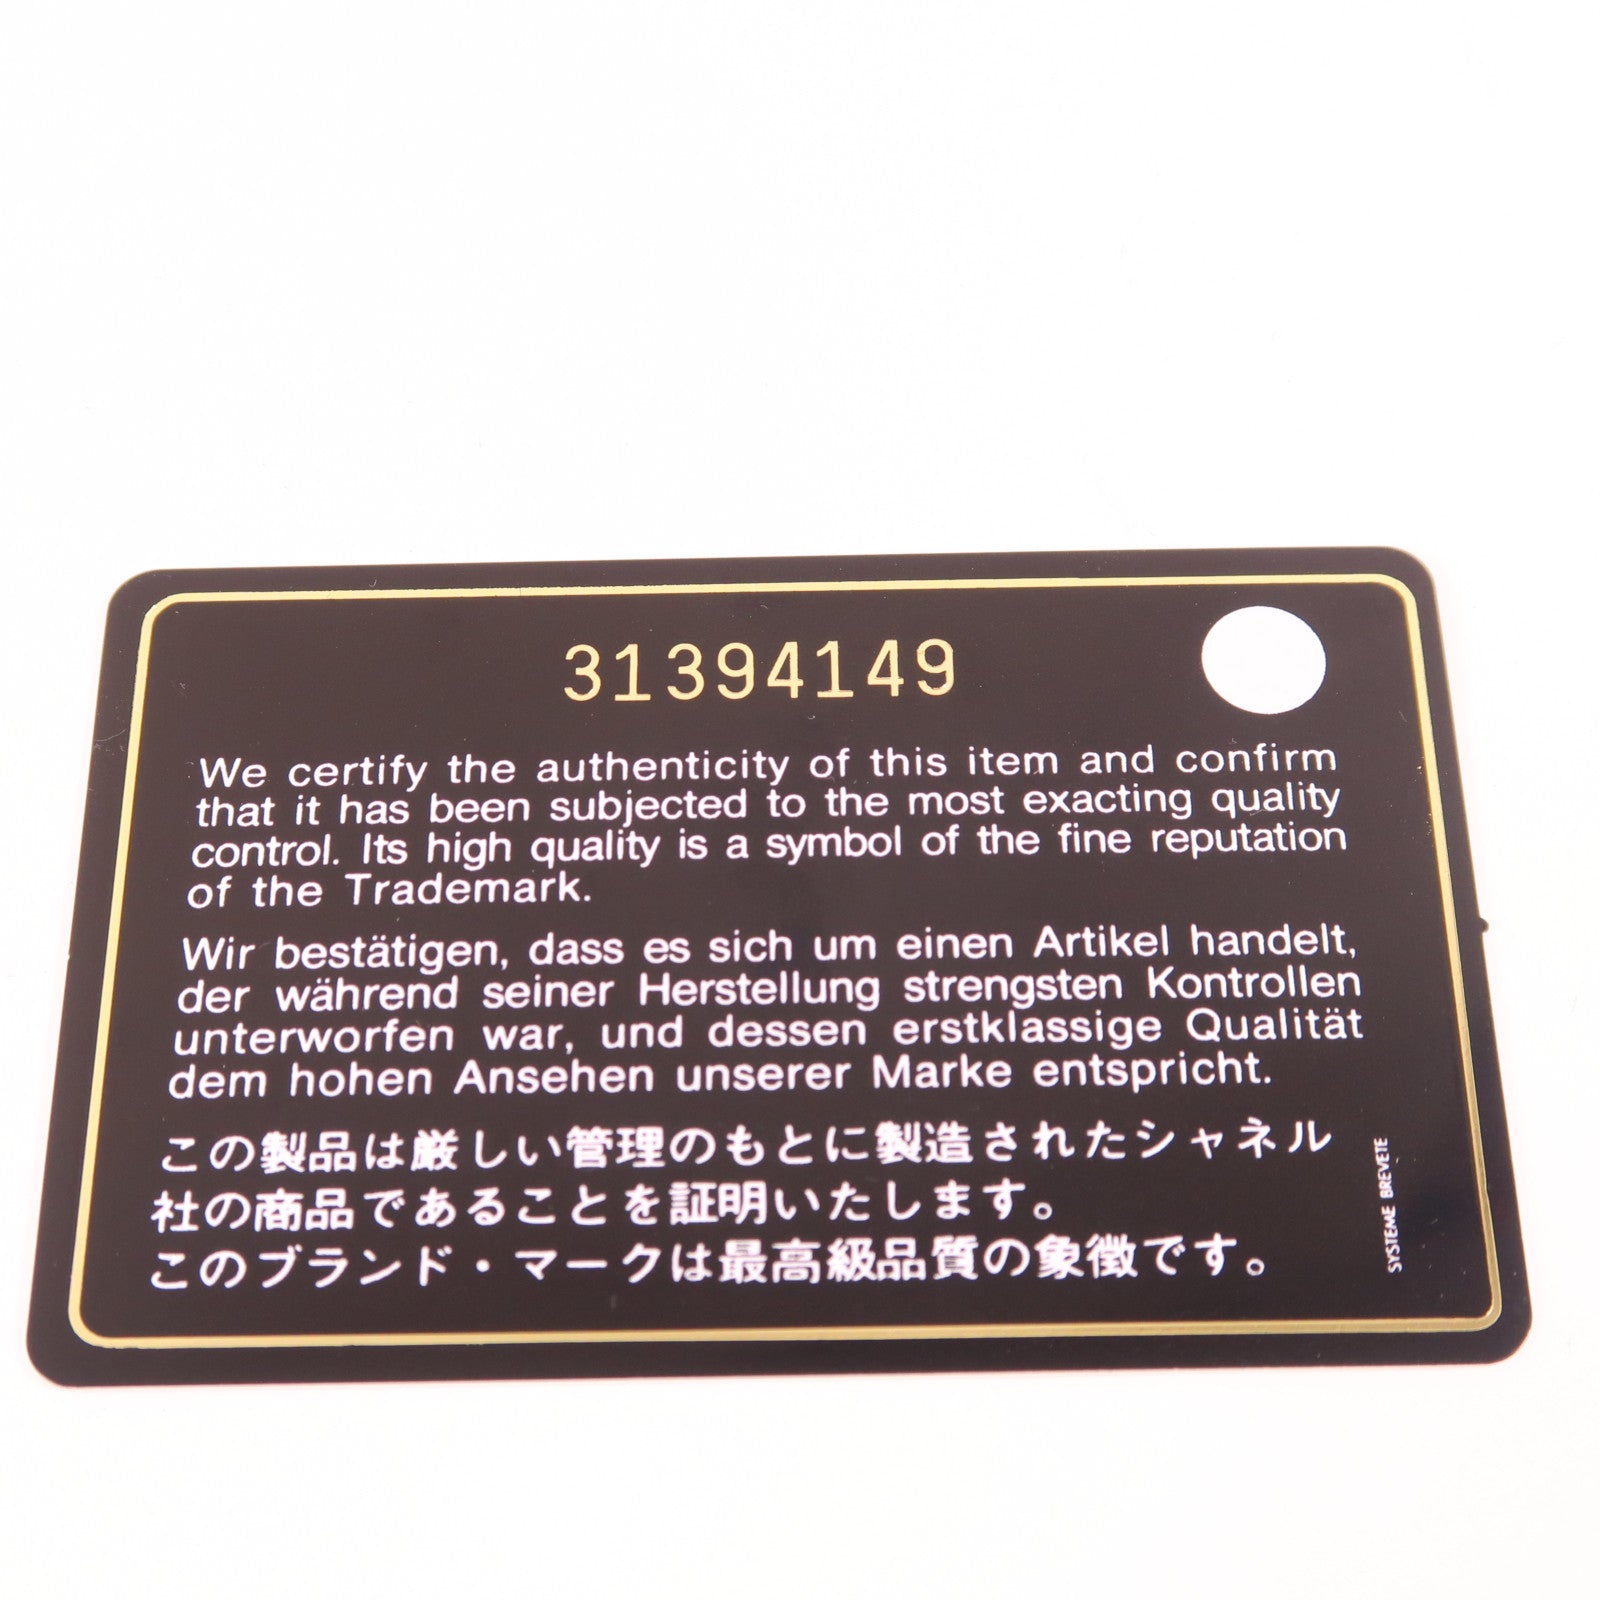 31394149
We certify the authenticity of this item and confirm
that it has been subjected to the most exacting quality
control. Its high quality is a symbol of the fine reputation
of the Trademark.
Wir bestätigen, dass es sich um einen Artikel handelt,
der während seiner Herstellung strengsten Kontrollen
unterworfen war, und dessen erstklassige Qualität
dem hohen Ansehen unserer Marke entspricht.
この製品は厳しい管理のもとに製造されたシャネル
社の商品であることを証明いたします。
このブランド・マークは最高級品質の象徴です。
SYSTEME BREVETE